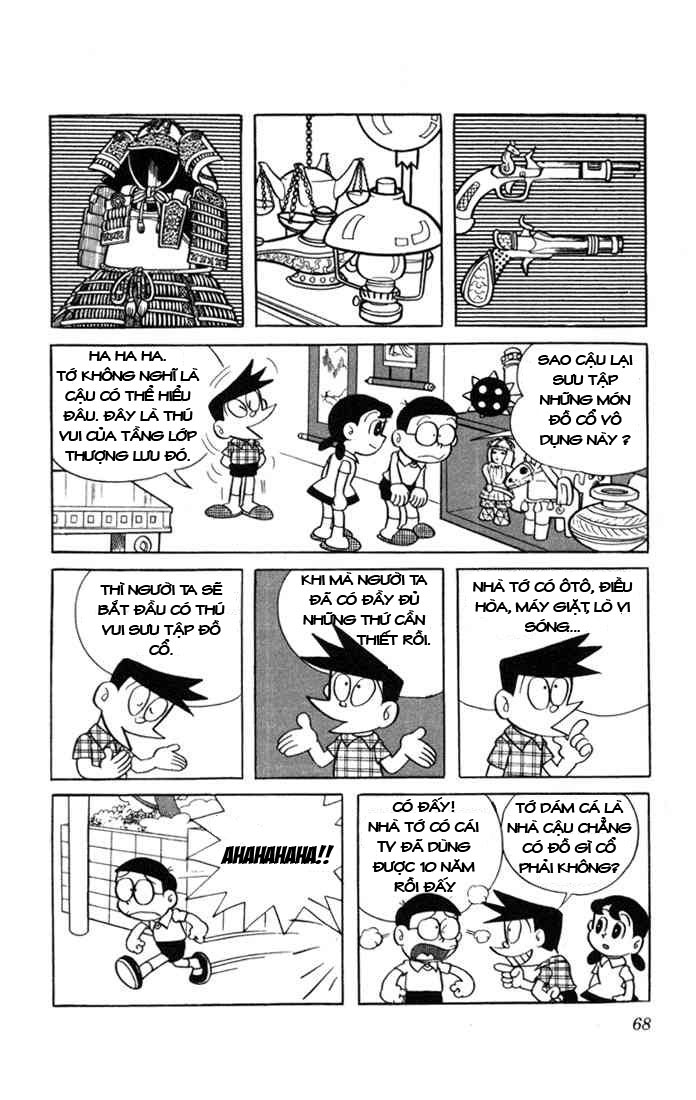 SAO CẬU LẠI
SƯU TẬP
NHỮNG MÓN
ĐỒ CỔ VÔ
DỤNG NÀY ?
HA HA HA.
TỚ KHÔNG NGHĨ LÀ
CẬU CÓ THỂ HIỂU
ĐÂU. ĐÂY LÀ THÚ
VUI CỦA TẦNG LỚP
THƯỢNG LƯU ĐÓ.
NHÀ TỚ CÓ ÔTÔ, ĐIỀU
HÒA, MÁY GIẶT, LÒ VI
SÓNG...
KHI MÀ NGƯỜI TA
ĐÃ CÓ ĐẦY ĐỦ
NHỮNG THỨ CẦN
THIẾT RỒI.
THÌ NGƯỜI TA SẼ
BẮT ĐẦU CÓ THÚ
VUI SƯU TẬP ĐỒ
CỔ.
TỚ DÁM CÁ LÀ
NHÀ CẬU CHẲNG
CÓ ĐỒ GÌ CỔ
PHẢI KHÔNG?
CÓ ĐẤY!
NHÀ TỚ CÓ CÁI
TV ĐÃ DÙNG
ĐƯỢC 10 NĂM
RỒI ĐẤY
AHAHAHAHA!!
68